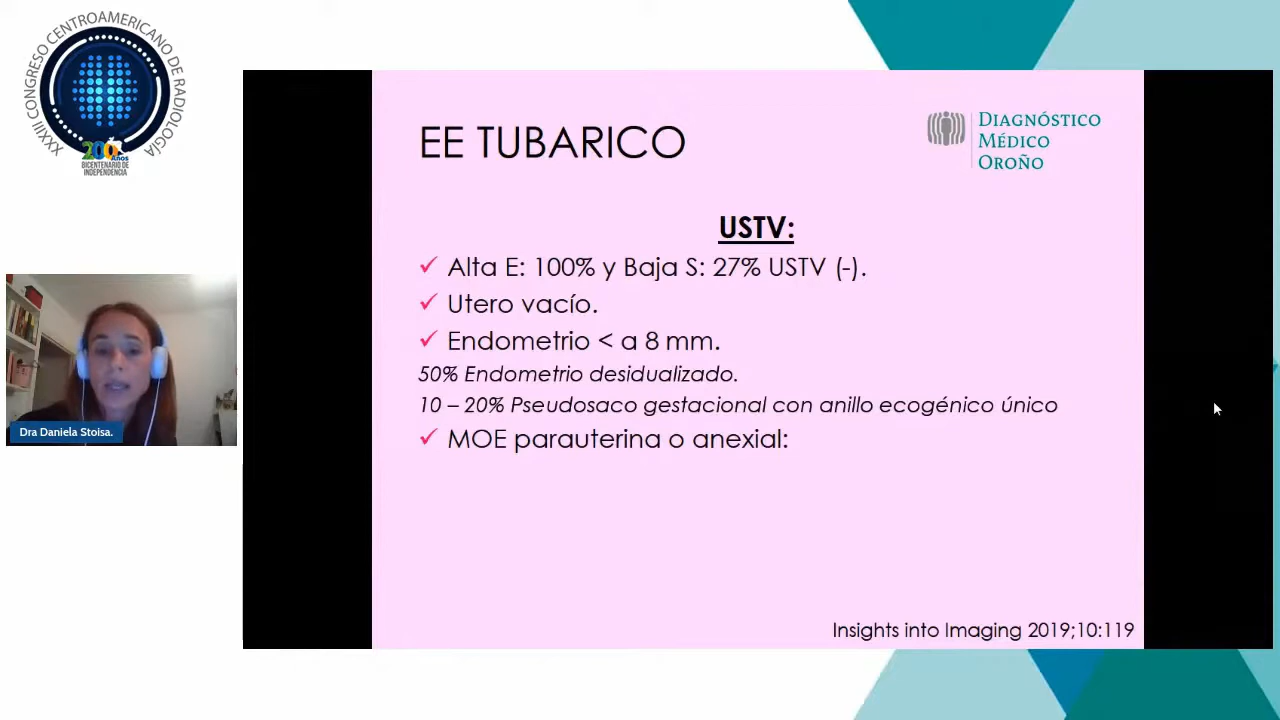 XXXIII CONGRESO CENTROAMERICANO DE RADIOLOGÍA
200 Años
BICENTENARIO DE
INDEPENDENCIA
EE TUBARICO
DIAGNÓSTICO
MÉDICO
OROÑO
USTV:
✓ Alta E: 100% y Baja S: 27% USTV (-).
✓ Utero vacío.
✓ Endometrio < a 8 mm.
50% Endometrio desidualizado.
10 – 20% Pseudosaco gestacional con anillo ecogénico único
✓ MOE parauterina o anexial:
Dra Daniela Stoisa.
Insights into Imaging 2019;10:119